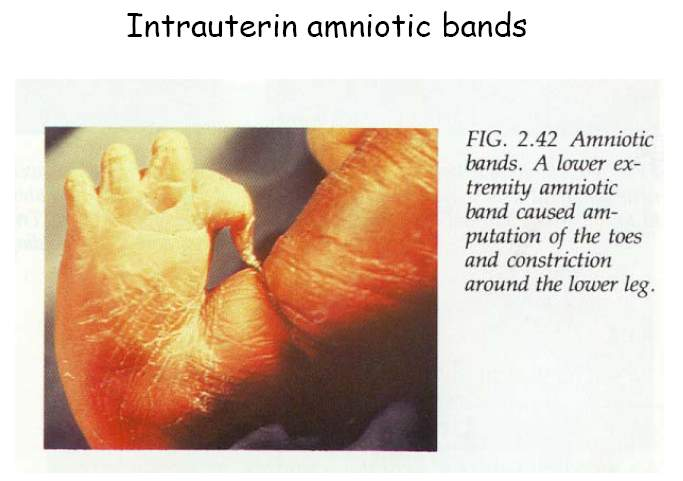 Intrauterin amniotic bands
FIG. 2.42 Amniotic
bands. A lower ex-
tremity amniotic
band caused am-
putation of the toes
and constriction
around the lower leg.